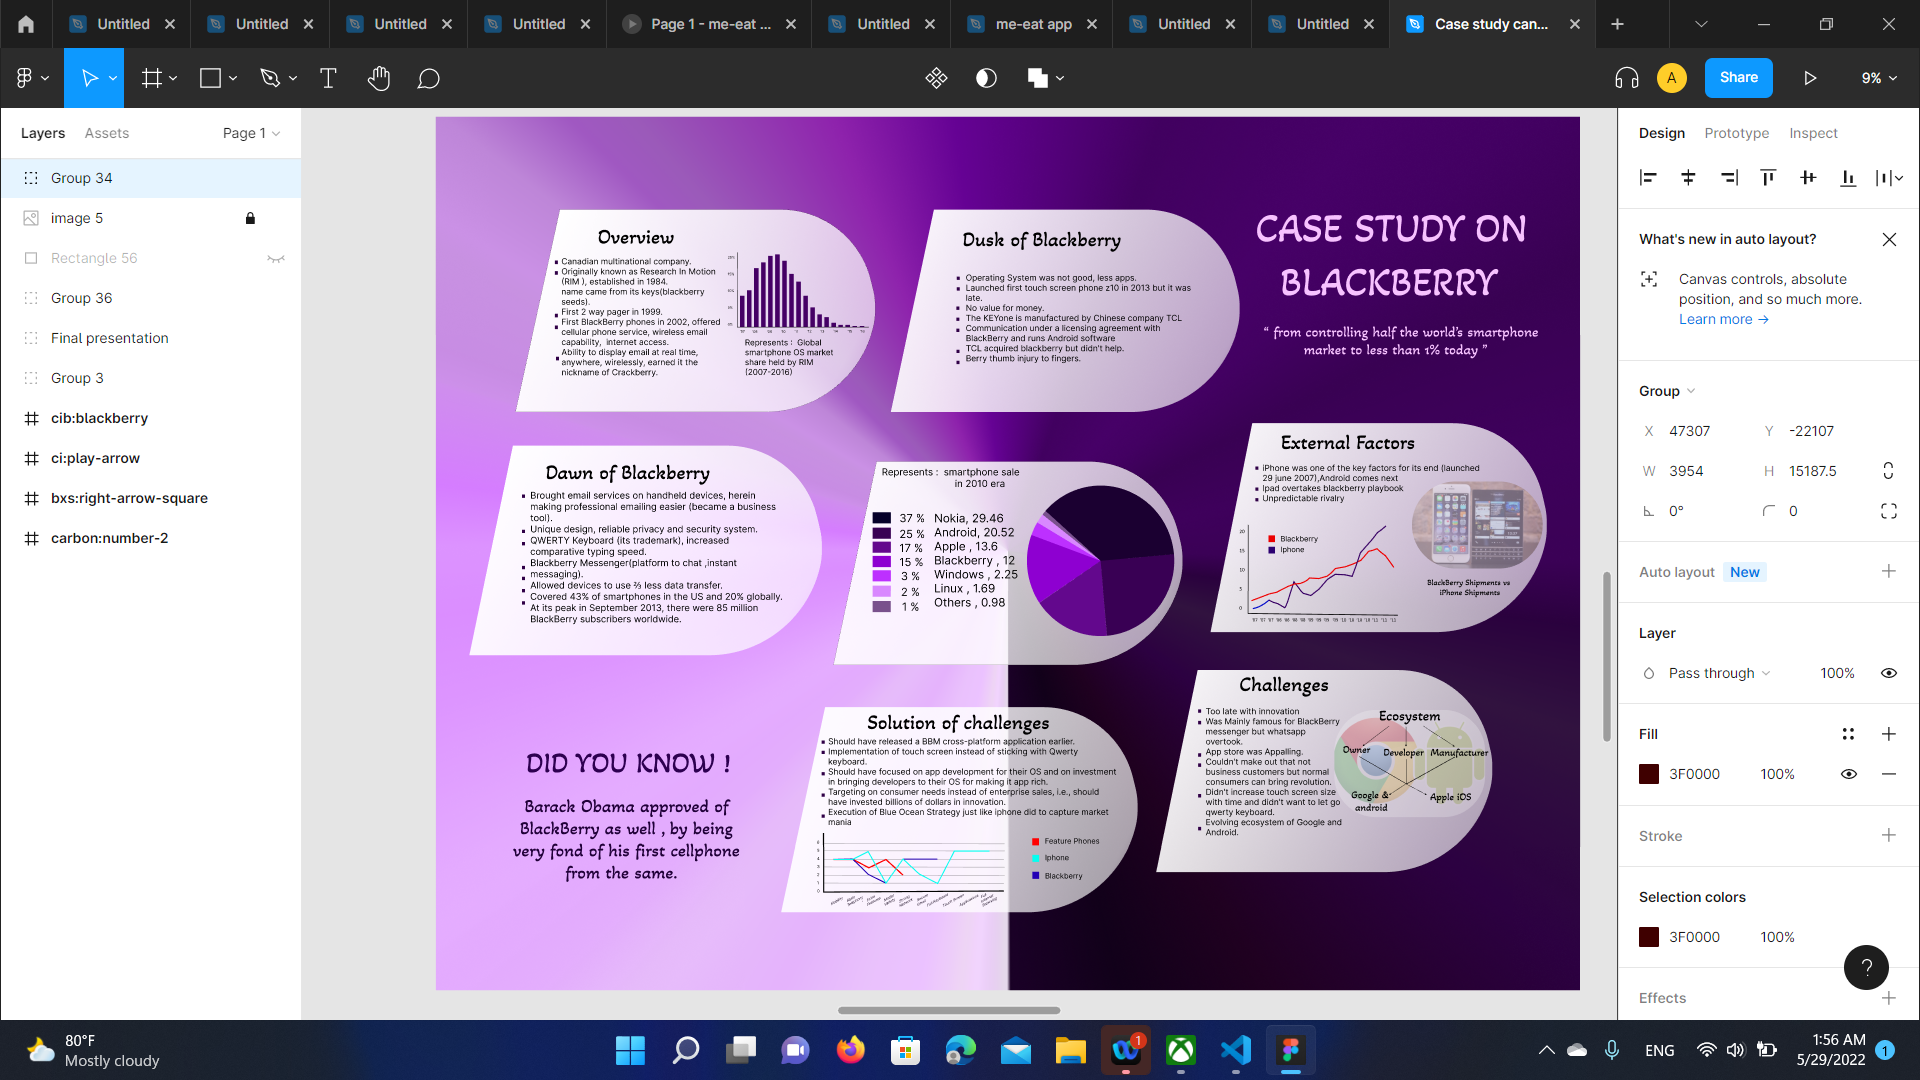 Untitled
Untitled
Untitled
Untitled
Page 1 - me-eat ...
Untitled
me-eat app
Untitled
Untitled
Case study can...
A
Share
9%
Layers
Assets
Page 1
Group 34
image 5
Rectangle 56
Group 36
Final presentation
Group 3
cib:blackberry
ci:play-arrow
bxs:right-arrow-square
carbon:number-2
Overview
Canadian multinational company.
Originally known as Research In Motion
(RIM ), established in 1984.
name came from its keys(blackberry
seeds).
First 2 way pager in 1999.
First BlackBerry phones in 2002, offered
cellular phone service, wireless email
capability, internet access.
Ability to display email at real time,
anywhere, wirelessly, earned it the
nickname of Crackberry.
Represents : Global
smartphone OS market
share held by RIM
(2007-2016)
Dusk of Blackberry
Operating System was not good, less apps.
Launched first touch screen phone z10 in 2013 but it was
late.
No value for money.
The KEYone is manufactured by Chinese company TCL
Communication under a licensing agreement with
BlackBerry and runs Android software
TCL acquired blackberry but didn't help.
Berry thumb injury to fingers.
CASE STUDY ON
BLACKBERRY
“ from controlling half the world's smartphone
market to less than 1% today ”
Dawn of Blackberry
Brought email services on handheld devices, herein
making professional emailing easier (became a business
tool).
Unique design, reliable privacy and security system.
QWERTY Keyboard (its trademark), increased
comparative typing speed.
Blackberry Messenger(platform to chat ,instant
messaging).
Allowed devices to use ⅔ less data transfer.
Covered 43% of smartphones in the US and 20% globally.
At its peak in September 2013, there were 85 million
BlackBerry subscribers worldwide.
Represents : smartphone sale
in 2010 era
37 % Nokia, 29.46
25 % Android, 20.52
17 % Apple , 13.6
15 % Blackberry , 12
3 % Windows , 2.25
2 % Linux , 1.69
1 % Others , 0.98
External Factors
iPhone was one of the key factors for its end (launched
29 june 2007),Android comes next
Ipad overtakes blackberry playbook
Unpredictable rivalry
Blackberry
Iphone
20
15
10
5
0
BlackBerry Shipments vs
iPhone Shipments
Challenges
Too late with innovation
Was Mainly famous for BlackBerry
messenger but whatsapp
overtook.
App store was Appalling.
Couldn't make out that not
business customers but normal
consumers can bring revolution.
Didn't increase touch screen size
with time and didn't want to let go
qwerty keyboard.
Evolving ecosystem of Google and
Android.
Ecosystem
Owner
Developer
Manufacturer
Google &
android
Apple iOS
Solution of challenges
Should have released a BBM cross-platform application earlier.
Implementation of touch screen instead of sticking with Qwerty
keyboard.
Should have focused on app development for their OS and on investment
in bringing developers to their OS for making it app rich.
Targeting on consumer needs instead of enterprise sales, i.e., should
have invested billions of dollars in innovation.
Execution of Blue Ocean Strategy just like iphone did to capture market
mania
Feature Phones
Iphone
Blackberry
DID YOU KNOW !
Barack Obama approved of
BlackBerry as well , by being
very fond of his first cellphone
from the same.
Design
Prototype
Inspect
What's new in auto layout?
Canvas controls, absolute
position, and so much more.
Learn more →
Group
X 47307 Y -22107
W 3954 H 15187.5
0° 0
Auto layout New
Layer
Pass through 100%
Fill
3F0000 100%
Stroke
Selection colors
3F0000 100%
?
Effects
80°F
Mostly cloudy
1
ENG
1:56 AM
5/29/2022
1